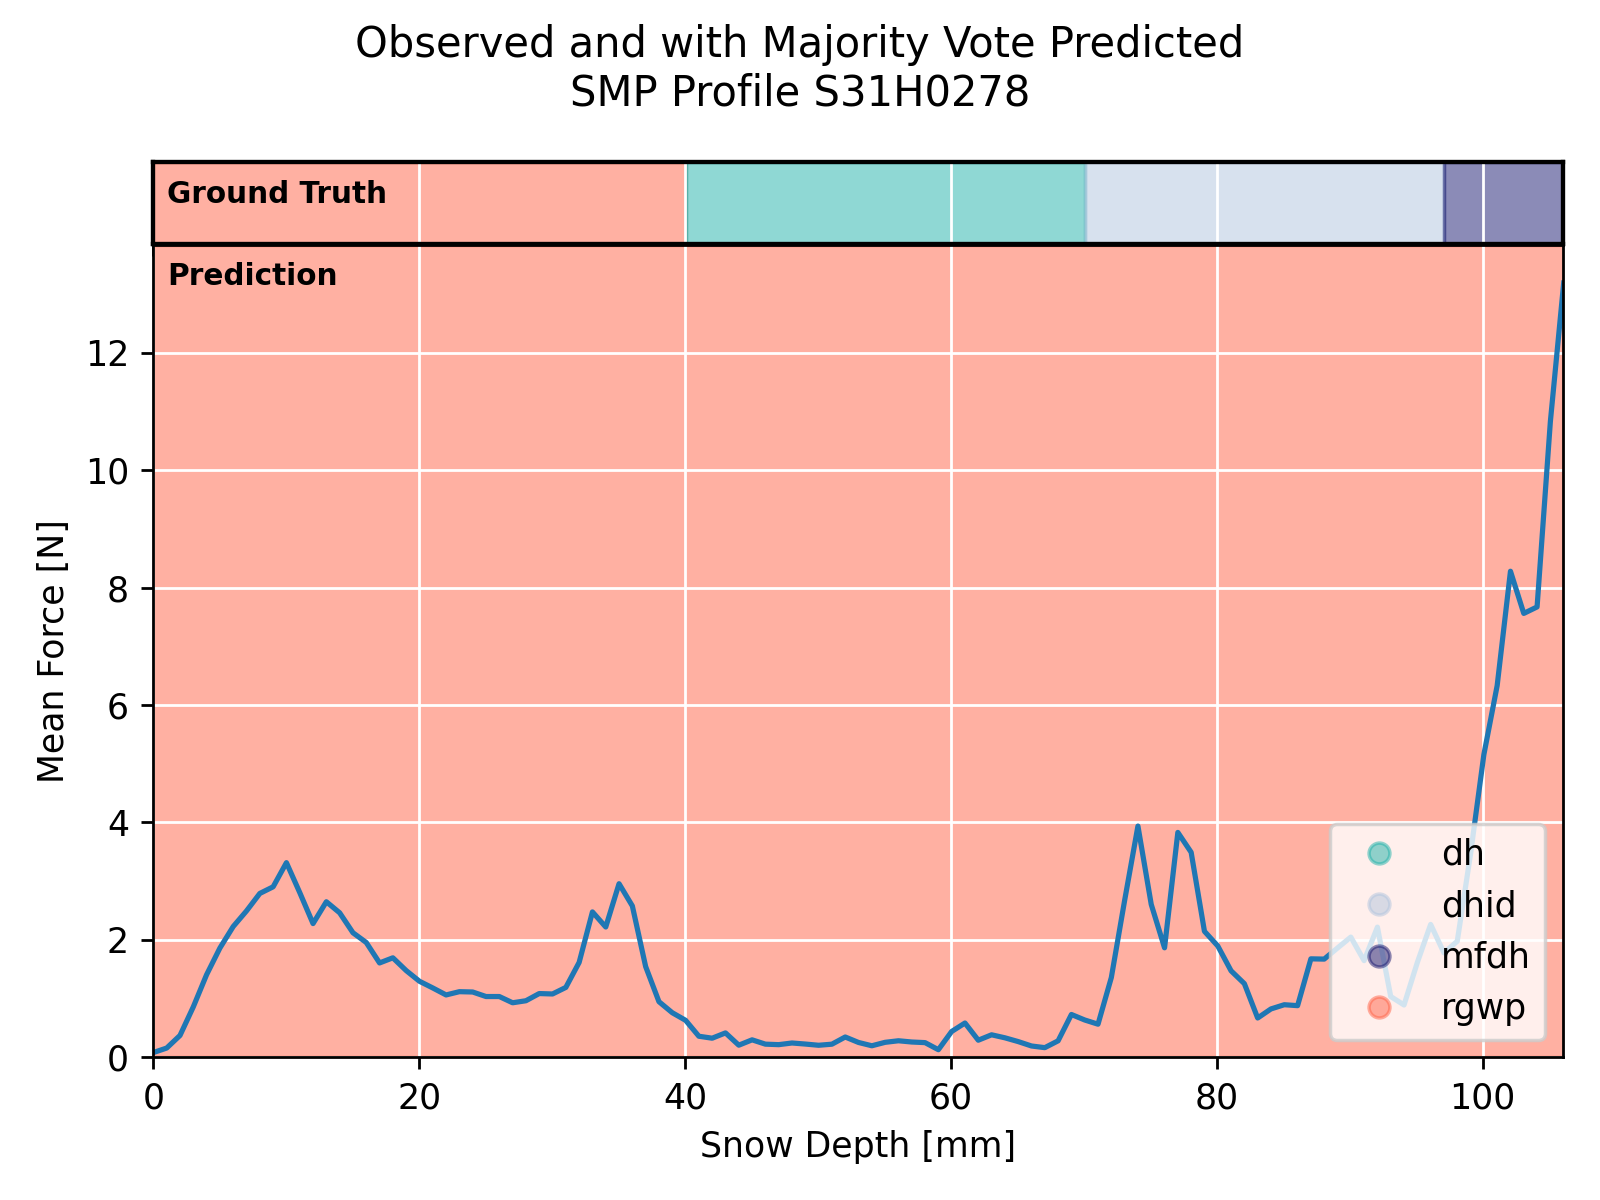 Observed and with Majority Vote Predicted
SMP Profile S31H0278
Ground Truth
Prediction
12
10
8
6
4
2
0
Mean Force [N]
dh
dhid
mfdh
rgwp
0 20 40 60 80 100
Snow Depth [mm]